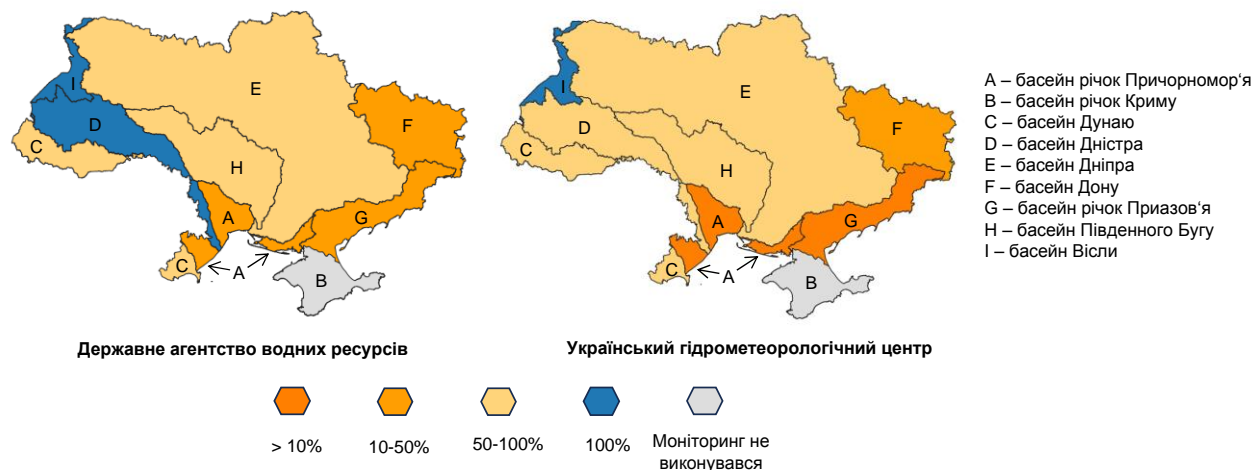 I
E
D
F
C
H
A
G
C
A
B
I
E
D
F
C
H
A
G
C
A
B
A – басейн річок Причорномор‘я
B – басейн річок Криму
C – басейн Дунаю
D – басейн Дністра
E – басейн Дніпра
F – басейн Дону
G – басейн річок Приазов‘я
H – басейн Південного Бугу
I – басейн Вісли
Державне агентство водних ресурсів
Український гідрометеорологічний центр
> 10%
10-50%
50-100%
100%
Моніторинг не
виконувався